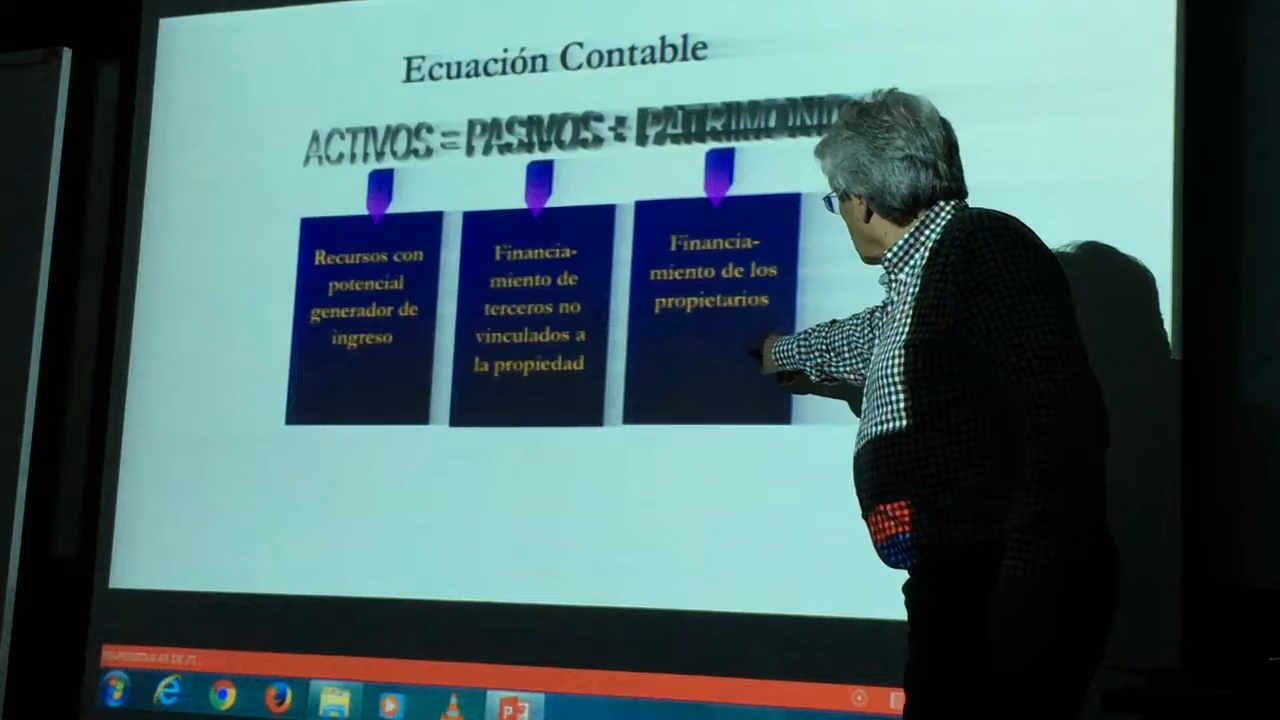 Ecuación Contable
ACTIVOS = PASIVOS + PATRIMONIO
Recursos con
potencial
generador de
ingreso
Financia-
miento de
terceros no
vinculados a
la propiedad
Financia-
miento de los
propietarios